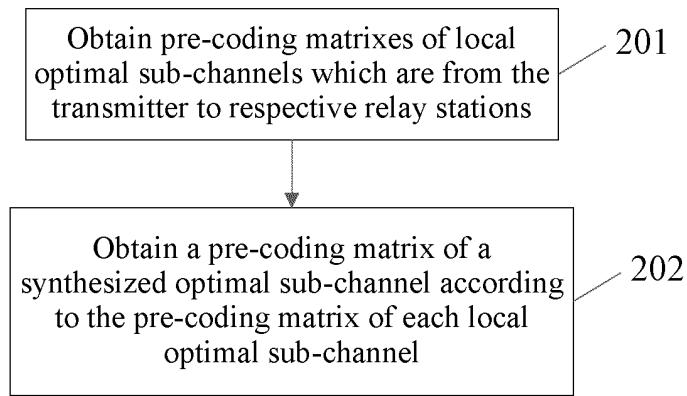 Obtain pre-coding matrixes of local
optimal sub-channels which are from the
transmitter to respective relay stations
201
Obtain a pre-coding matrix of a
synthesized optimal sub-channel according
to the pre-coding matrix of each local
optimal sub-channel
202